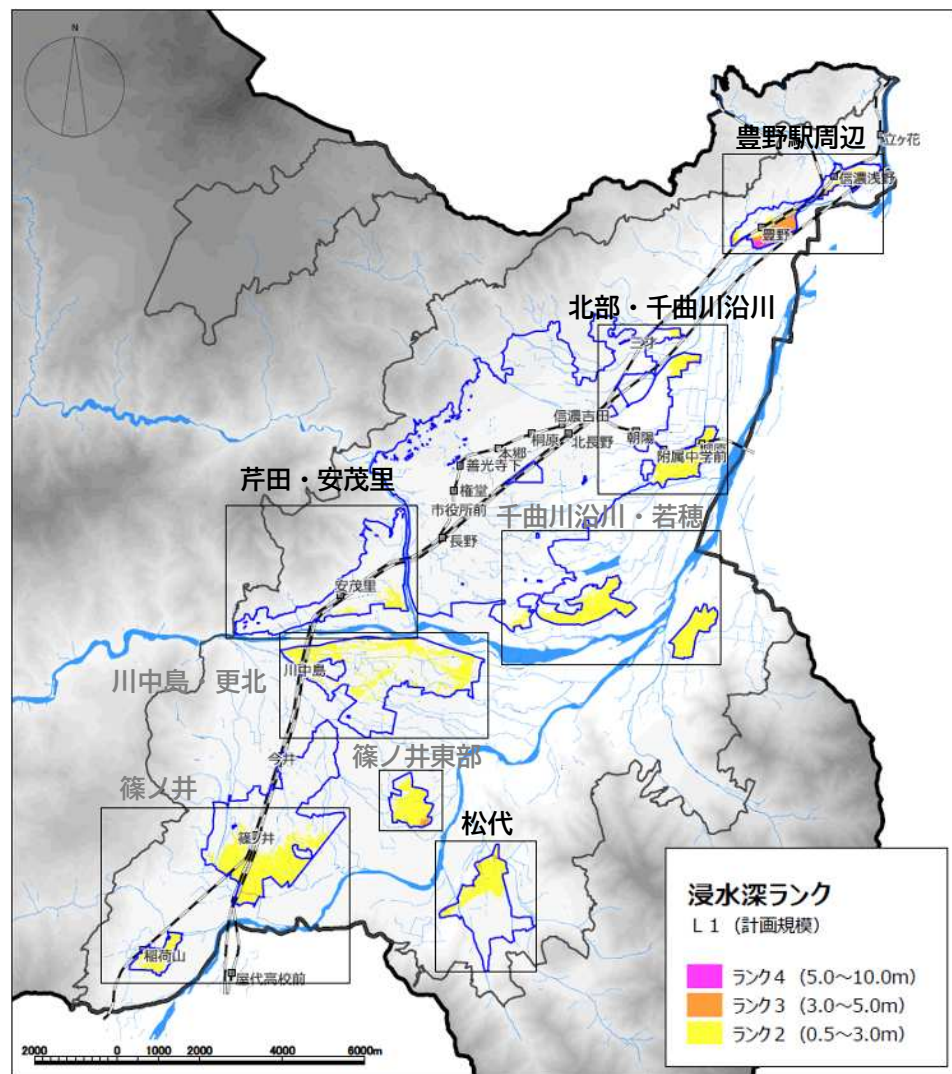 N
豊野駅周辺
立ヶ花
信濃浅野
豊野
北部・千曲川沿川
三才
信濃吉田
朝陽
桐原
北長野
附属中学前
本郷
善光寺下
権堂
市役所前
長野
芹田・安茂里
千曲川沿川・若穂
安茂里
川中島
川中島 更北
今井
篠ノ井東部
篠ノ井
篠ノ井
松代
稲荷山
屋代高校前
浸水深ランク
L1(計画規模)
ランク4(5.0~10.0m)
ランク3(3.0~5.0m)
ランク2(0.5~3.0m)
2000 0 1000 2000 4000 6000m